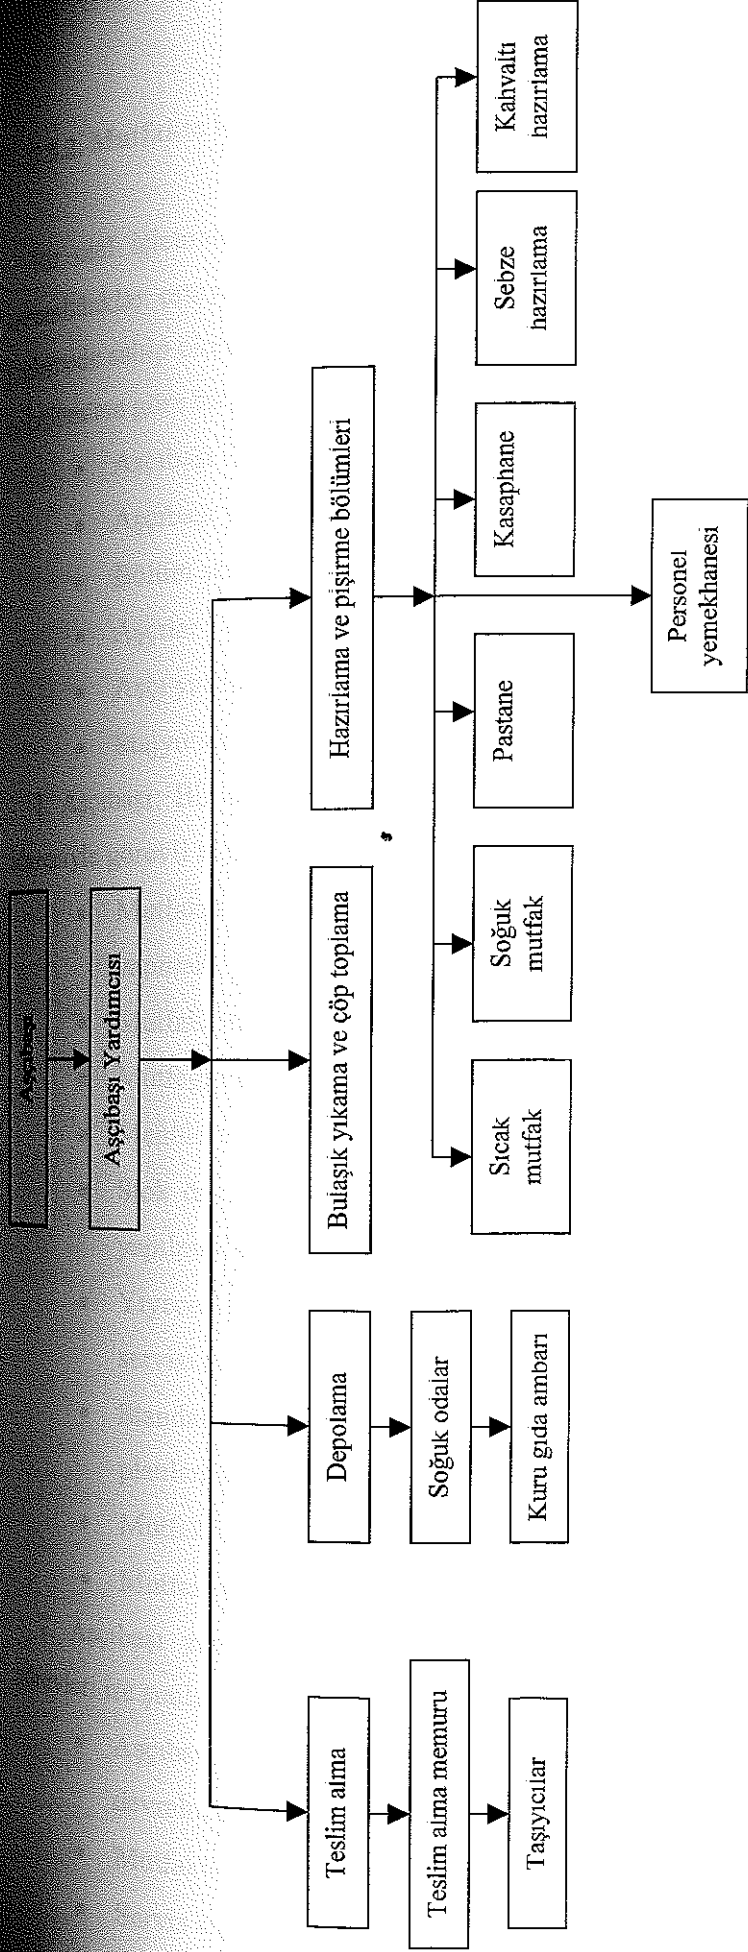 Aşçıbaşı
Aşçıbaşı Yardımcısı
Teslim alma
Depolama
Bulaşık yıkama ve çöp toplama
Hazırlama ve pişirme bölümleri
Teslim alma memuru
Soğuk odalar
Taşıyıcılar
Kuru gıda ambarı
Sıcak
mutfak
Soğuk
mutfak
Pastane
Kasaphane
Sebze
hazırlama
Kahvaltı
hazırlama
Personel
yemekhanesi